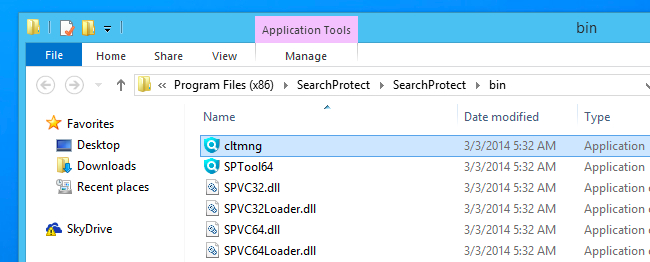 Application Tools
bin
File Home Share View Manage
« Program Files (x86) SearchProtect SearchProtect bin
Name Date modified Type
Favorites
Desktop
Downloads
Recent places
SkyDrive
cltmng 3/3/2014 5:32 AM Application
SPTool64 3/3/2014 5:32 AM Application
SPVC32.dll 3/3/2014 5:32 AM Application
SPVC32Loader.dll 3/3/2014 5:32 AM Application
SPVC64.dll 3/3/2014 5:32 AM Application
SPVC64Loader.dll 3/3/2014 5:32 AM Application